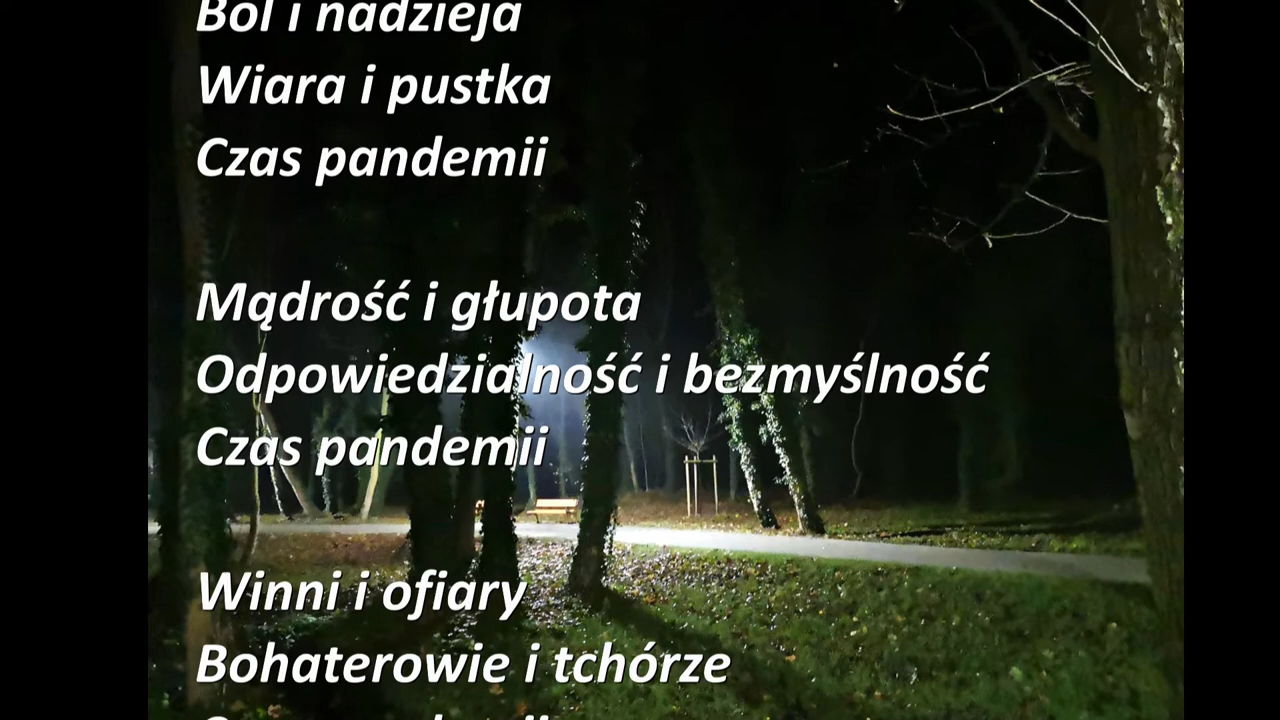 Ból i nadzieja
Wiara i pustka
Czas pandemii
Mądrość i głupota
Odpowiedzialność i bezmyślność
Czas pandemii
Winni i ofiary
Bohaterowie i tchórze